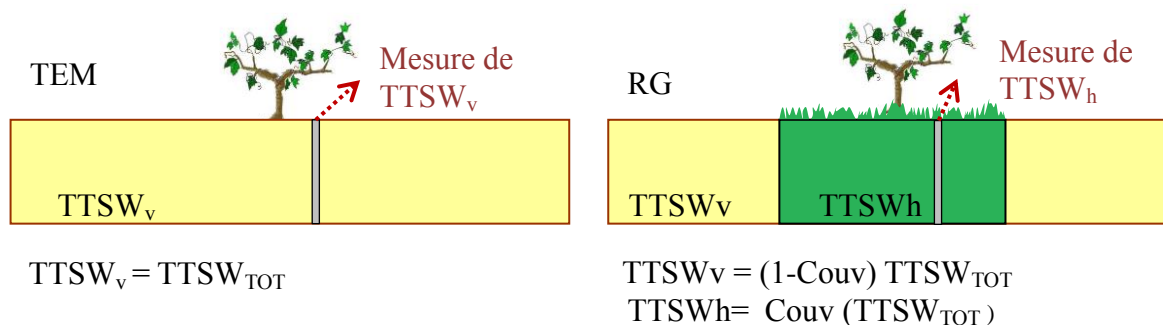 TEM
Mesure de
TTSWv
TTSWv
TTSWv = TTSWTOT
RG
Mesure de
TTSWh
TTSWv
TTSWh
TTSWv = (1-Couv) TTSWTOT
TTSWh= Couv (TTSWTOT )